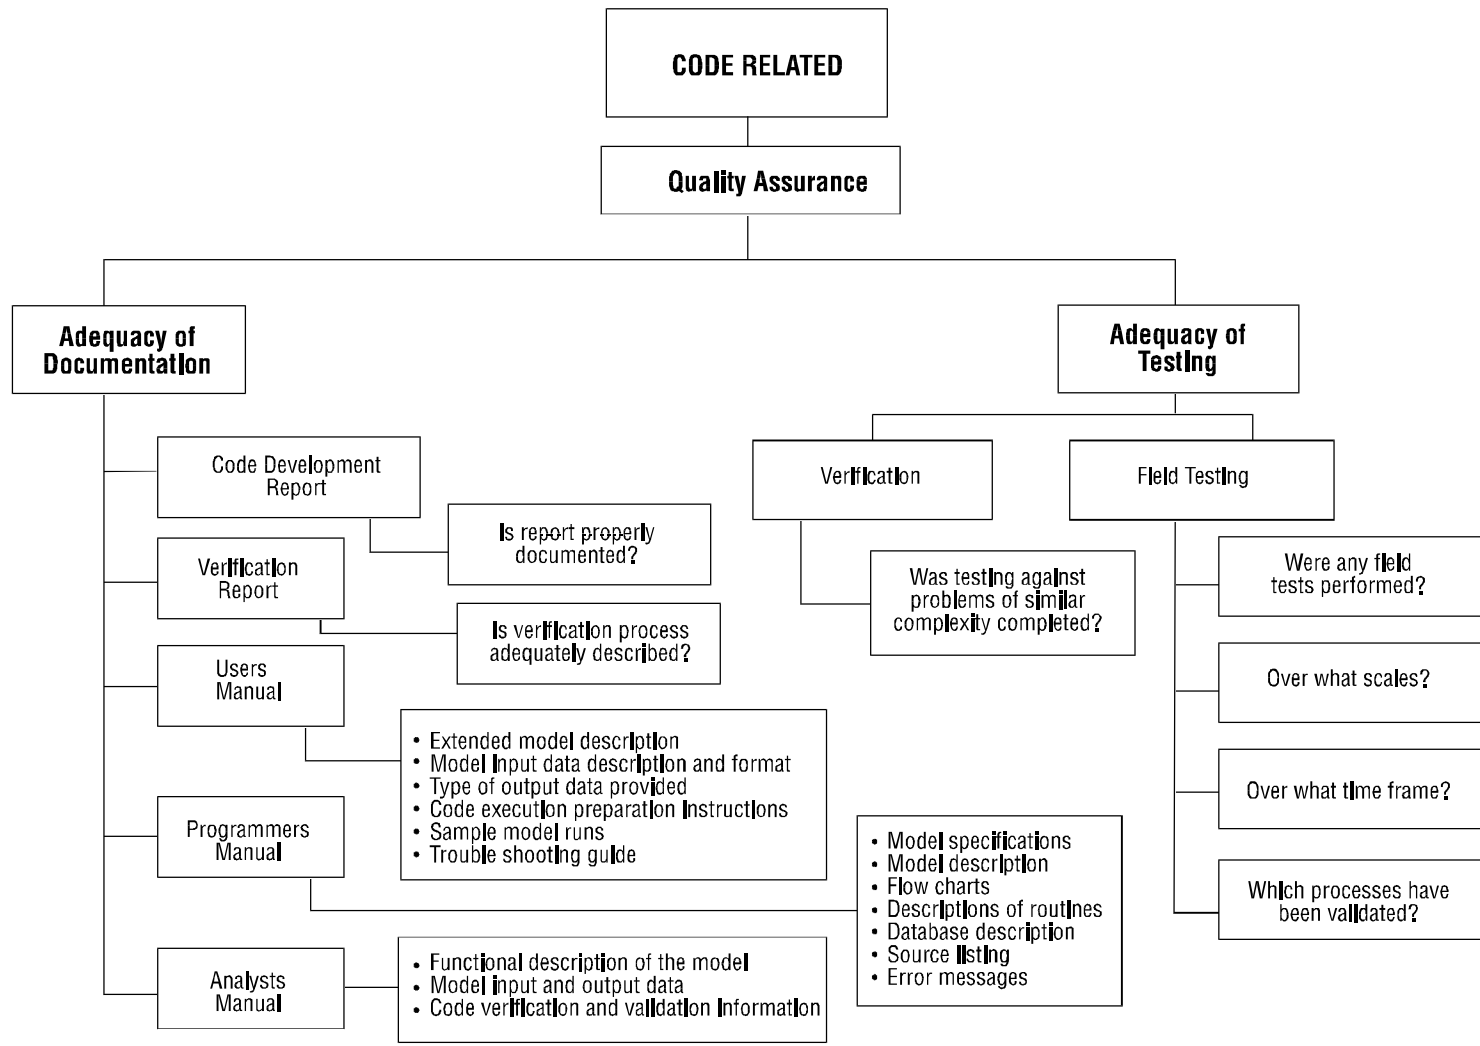 CODE RELATED
Quality Assurance
Adequacy of
Documentation
Adequacy of
Testing
Code Development
Report
Is report properly
documented?
Verification
Report
Is verification process
adequately described?
Users
Manual
• Extended model description
• Model input data description and format
• Type of output data provided
• Code execution preparation instructions
• Sample model runs
• Trouble shooting guide
Programmers
Manual
• Model specifications
• Model description
• Flow charts
• Descriptions of routines
• Database description
• Source listing
• Error messages
Analysts
Manual
• Functional description of the model
• Model input and output data
• Code verification and validation information
Verification
Was testing against
problems of similar
complexity completed?
Field Testing
Were any field
tests performed?
Over what scales?
Over what time frame?
Which processes have
been validated?